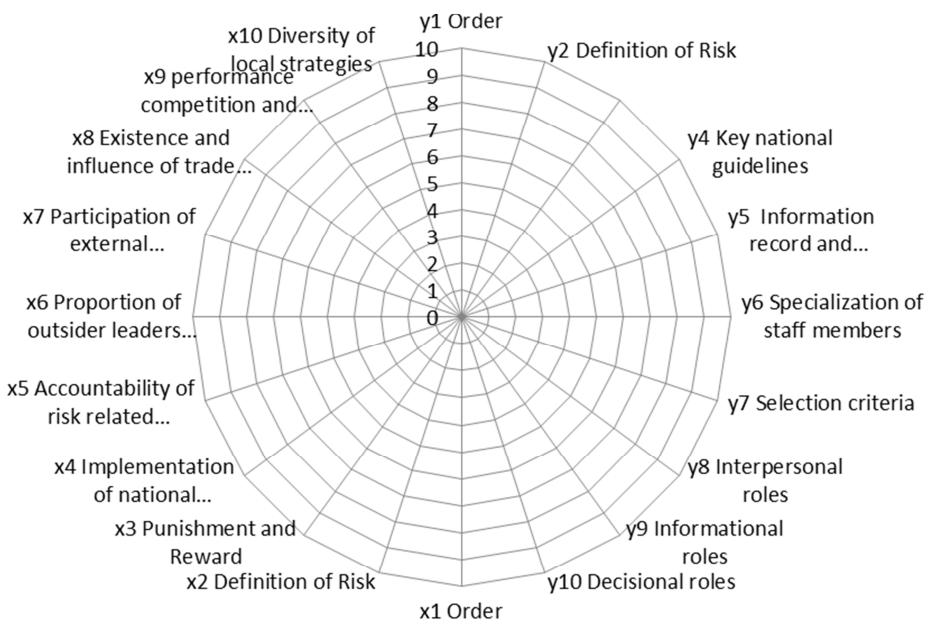 y1 Order
y2 Definition of Risk
y4 Key national
guidelines
y5 Information
record and...
y6 Specialization of
staff members
y7 Selection criteria
y8 Interpersonal
roles
y9 Informational
roles
y10 Decisional roles
x1 Order
x2 Definition of Risk
x3 Punishment and
Reward
x4 Implementation
of national...
x5 Accountability of
risk related...
x6 Proportion of
outsider leaders...
x7 Participation of
external...
x8 Existence and
influence of trade...
x9 performance
competition and...
x10 Diversity of
local strategies
10
9
8
7
6
5
4
3
2
1
0